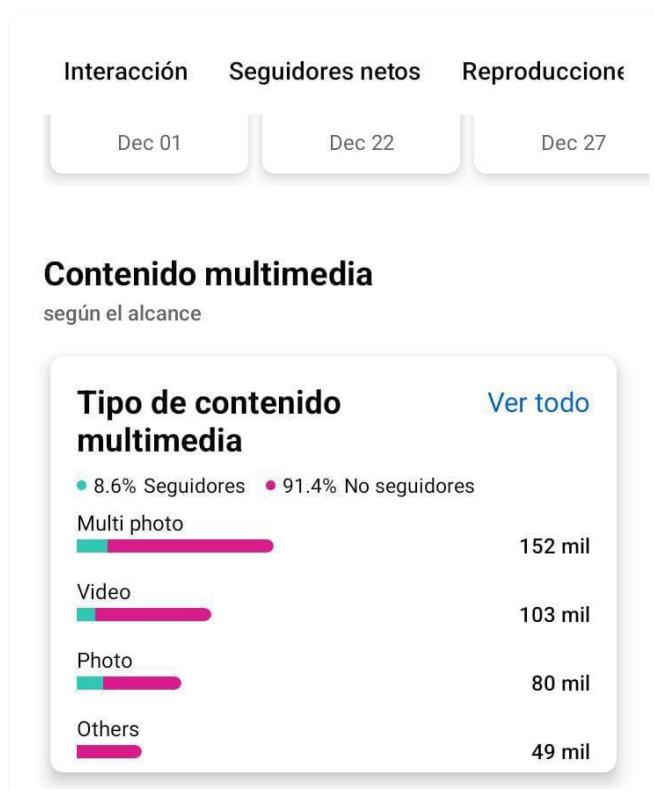 Interacción Seguidores netos Reproduccione
Dec 01 Dec 22 Dec 27
Contenido multimedia
según el alcance
Tipo de contenido Ver todo
multimedia
8.6% Seguidores 91.4% No seguidores
Multi photo
152 mil
Video
103 mil
Photo
80 mil
Others
49 mil